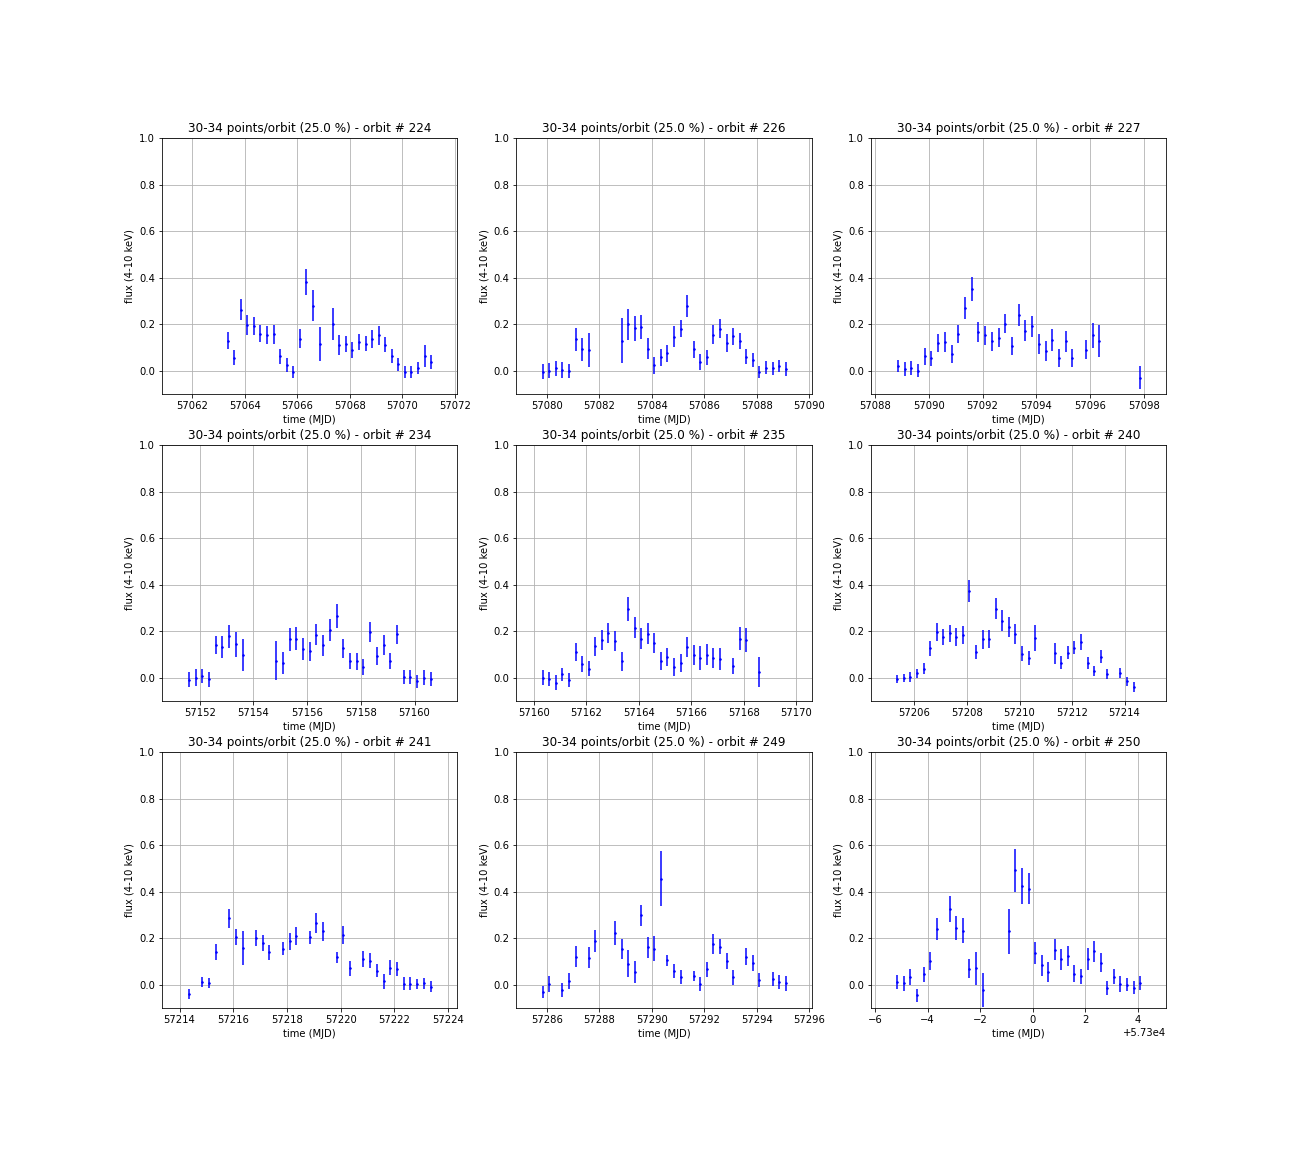 30-34 points/orbit (25.0 %) - orbit # 224
30-34 points/orbit (25.0 %) - orbit # 226
30-34 points/orbit (25.0 %) - orbit # 227
1.0
0.8
0.6
0.4
0.2
0.0
flux (4-10 keV)
57062 57064 57066 57068 57070 57072
time (MJD)
1.0
0.8
0.6
0.4
0.2
0.0
flux (4-10 keV)
57080 57082 57084 57086 57088 57090
time (MJD)
1.0
0.8
0.6
0.4
0.2
0.0
flux (4-10 keV)
57088 57090 57092 57094 57096 57098
time (MJD)
30-34 points/orbit (25.0 %) - orbit # 234
30-34 points/orbit (25.0 %) - orbit # 235
30-34 points/orbit (25.0 %) - orbit # 240
1.0
0.8
0.6
0.4
0.2
0.0
flux (4-10 keV)
57152 57154 57156 57158 57160
time (MJD)
1.0
0.8
0.6
0.4
0.2
0.0
flux (4-10 keV)
57160 57162 57164 57166 57168 57170
time (MJD)
1.0
0.8
0.6
0.4
0.2
0.0
flux (4-10 keV)
57206 57208 57210 57212 57214
time (MJD)
30-34 points/orbit (25.0 %) - orbit # 241
30-34 points/orbit (25.0 %) - orbit # 249
30-34 points/orbit (25.0 %) - orbit # 250
1.0
0.8
0.6
0.4
0.2
0.0
flux (4-10 keV)
57214 57216 57218 57220 57222 57224
time (MJD)
1.0
0.8
0.6
0.4
0.2
0.0
flux (4-10 keV)
57286 57288 57290 57292 57294 57296
time (MJD)
1.0
0.8
0.6
0.4
0.2
0.0
flux (4-10 keV)
−6 −4 −2 0 2 4
time (MJD)
+5.73e4